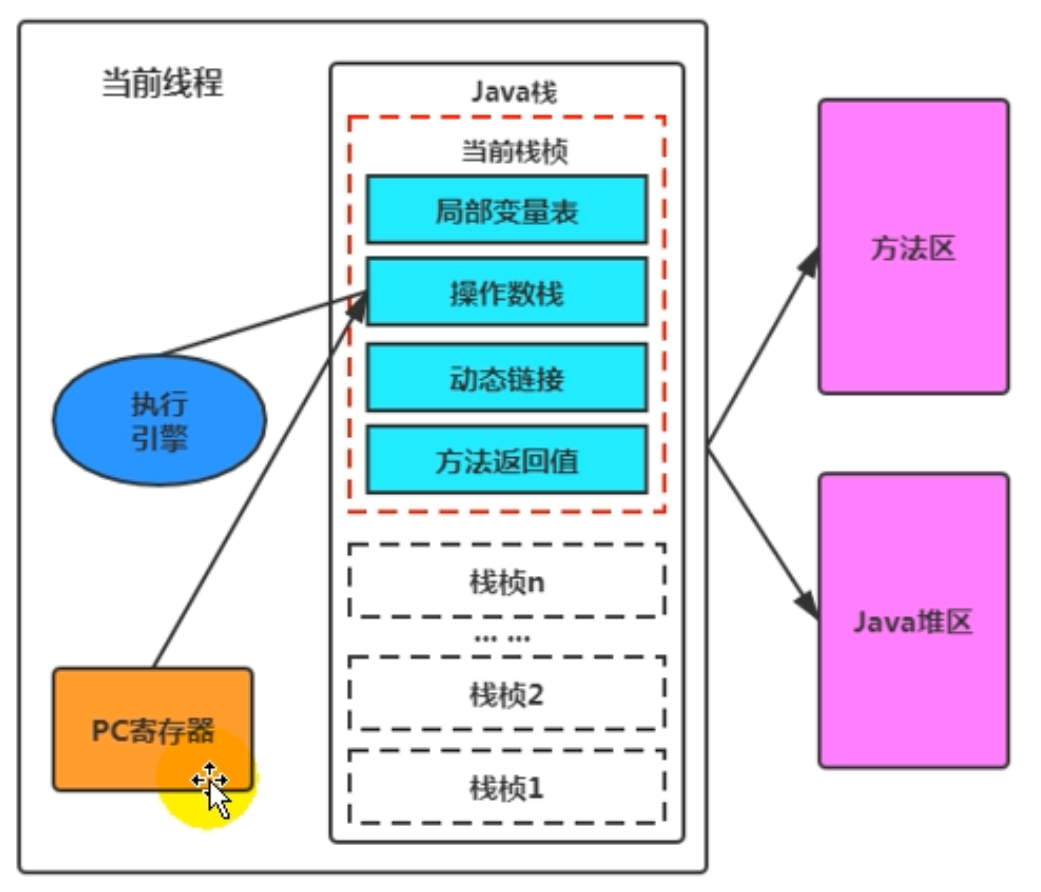 当前线程
Java栈
当前栈桢
局部变量表
操作数栈
动态链接
方法返回值
栈桢n
... ...
栈桢2
栈桢1
执行
引擎
PC寄存器
方法区
Java堆区